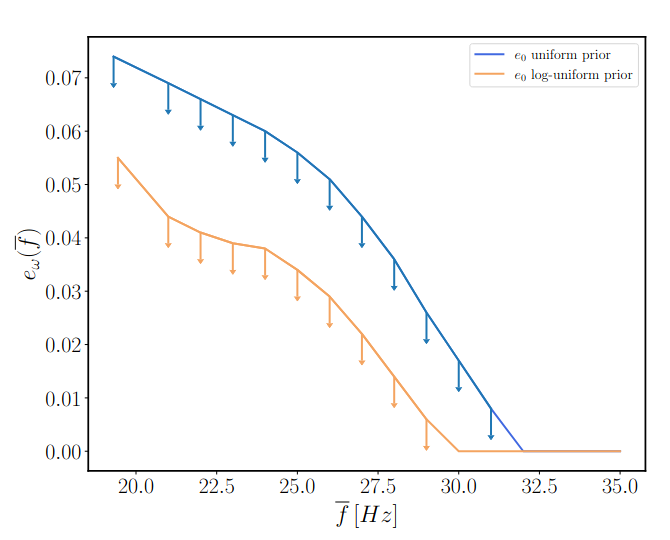 e₀ uniform prior
e₀ log-uniform prior
0.07
0.06
0.05
0.04
0.03
0.02
0.01
0.00
e_ω(f̅)
20.0 22.5 25.0 27.5 30.0 32.5 35.0
f̅ [Hz]